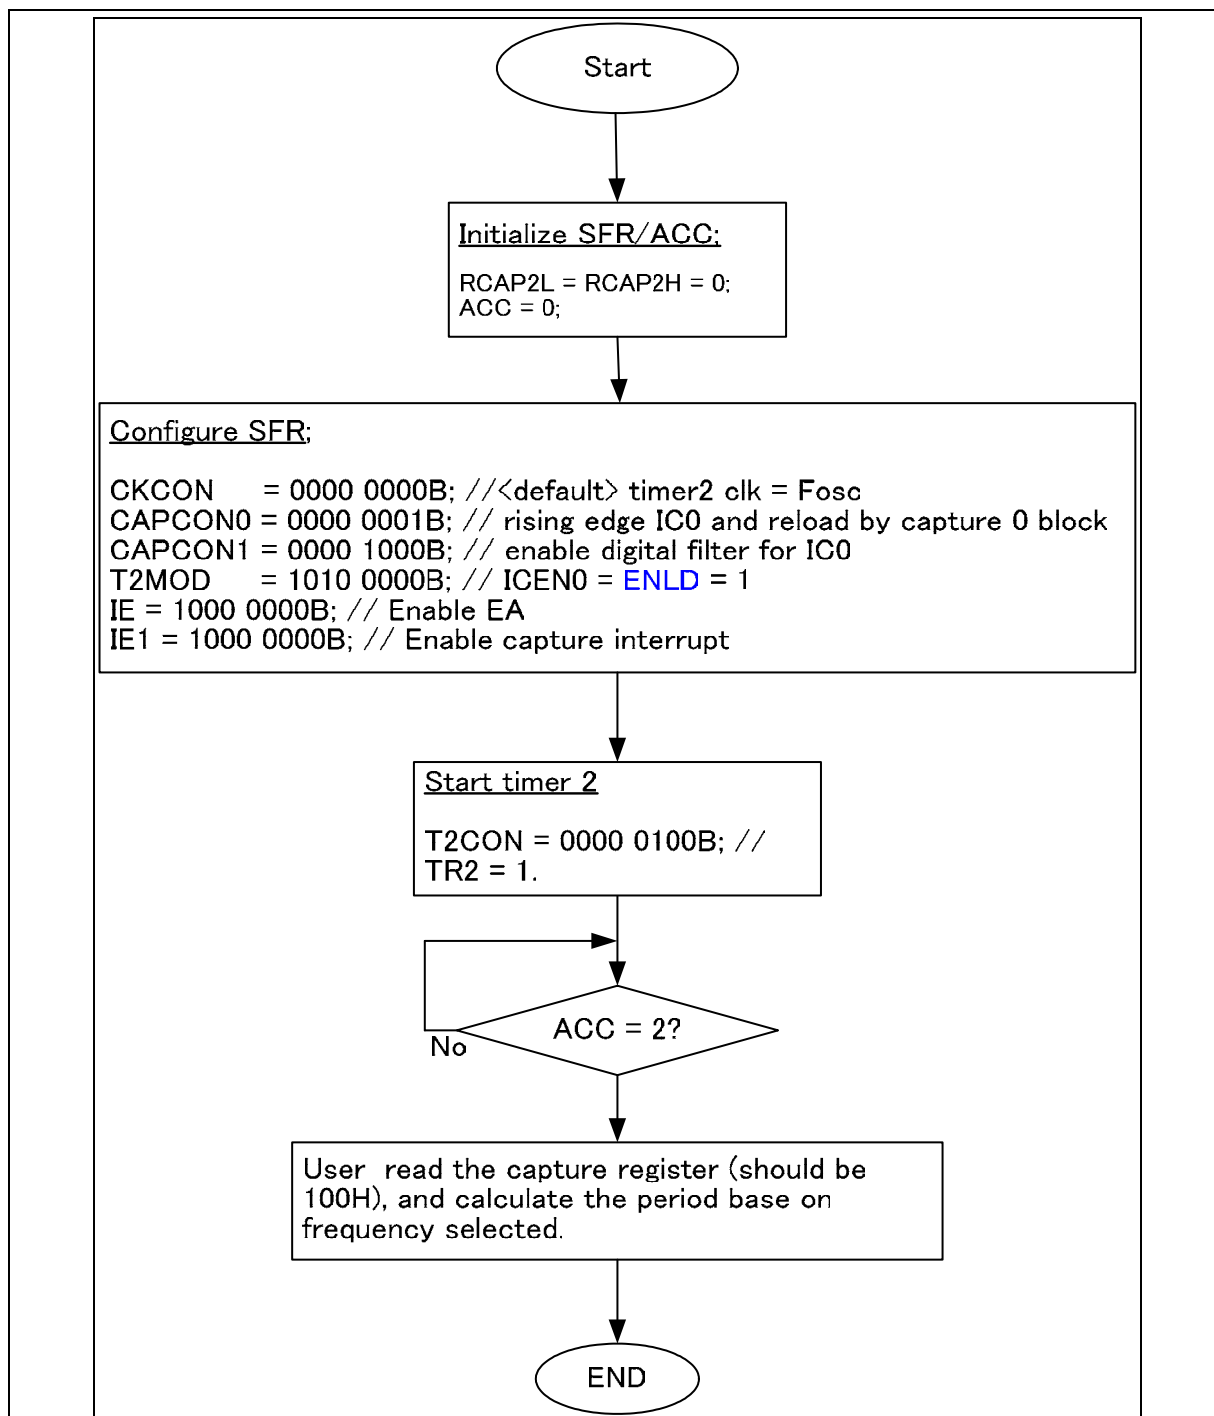 Start
Initialize SFR/ACC;
RCAP2L = RCAP2H = 0;
ACC = 0;
Configure SFR;
CKCON = 0000 0000B; //<default> timer2 clk = Fosc
CAPCON0 = 0000 0001B; // rising edge IC0 and reload by capture 0 block
CAPCON1 = 0000 1000B; // enable digital filter for IC0
T2MOD = 1010 0000B; // ICEN0 = ENLD = 1
IE = 1000 0000B; // Enable EA
IE1 = 1000 0000B; // Enable capture interrupt
Start timer 2
T2CON = 0000 0100B; //
TR2 = 1.
ACC = 2?
No
User read the capture register (should be
100H), and calculate the period base on
frequency selected.
END